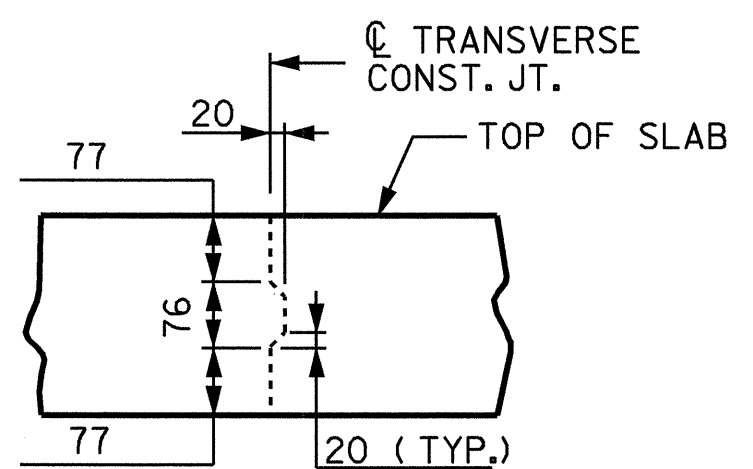 ℄ TRANSVERSE
CONST. JT.
20
TOP OF SLAB
77
76
77
20 (TYP.)